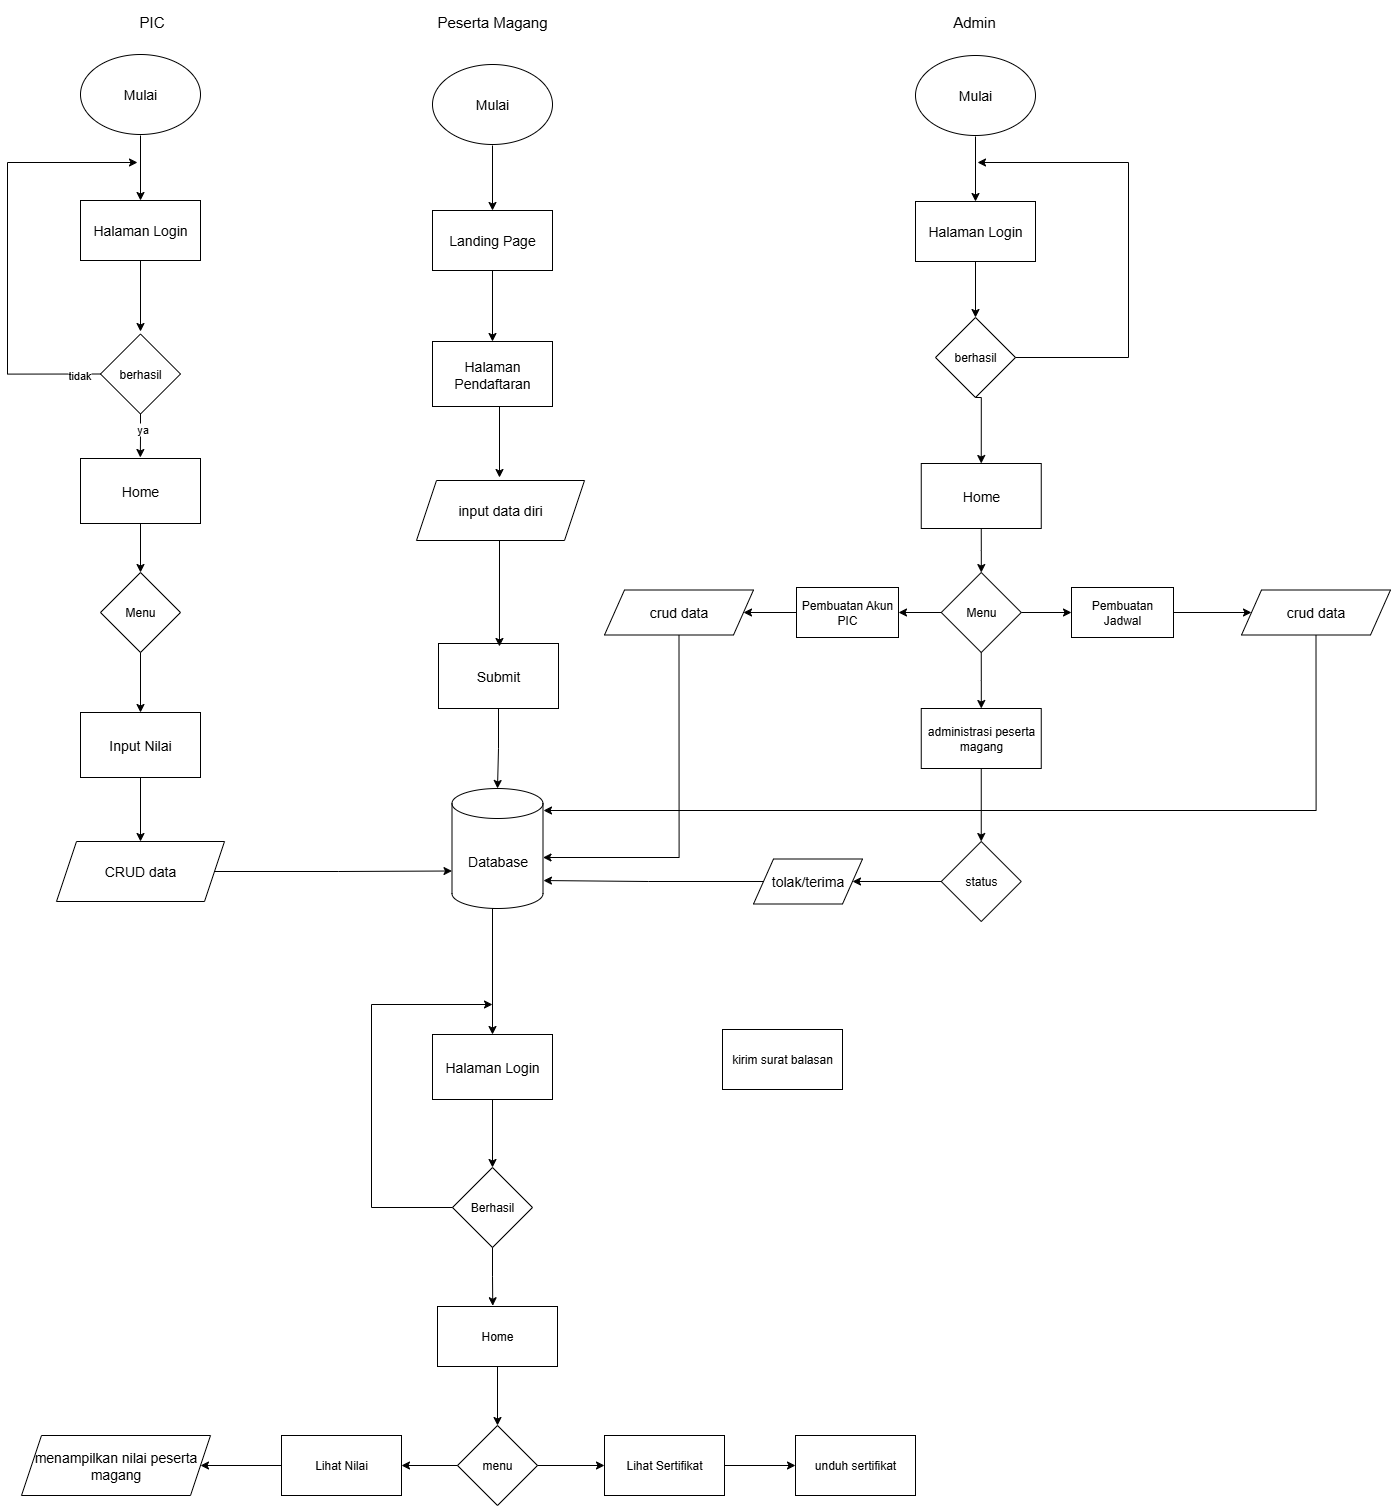 PIC
Peserta Magang
Admin
Mulai
Mulai
Mulai
Halaman Login
Landing Page
Halaman Login
berhasil
tidak
ya
Halaman
Pendaftaran
berhasil
Home
input data diri
Home
Menu
crud data
Pembuatan Akun
PIC
Menu
Pembuatan
Jadwal
crud data
Input Nilai
Submit
administrasi peserta
magang
CRUD data
Database
tolak/terima
status
Halaman Login
kirim surat balasan
Berhasil
Home
menampilkan nilai peserta
magang
Lihat Nilai
menu
Lihat Sertifikat
unduh sertifikat